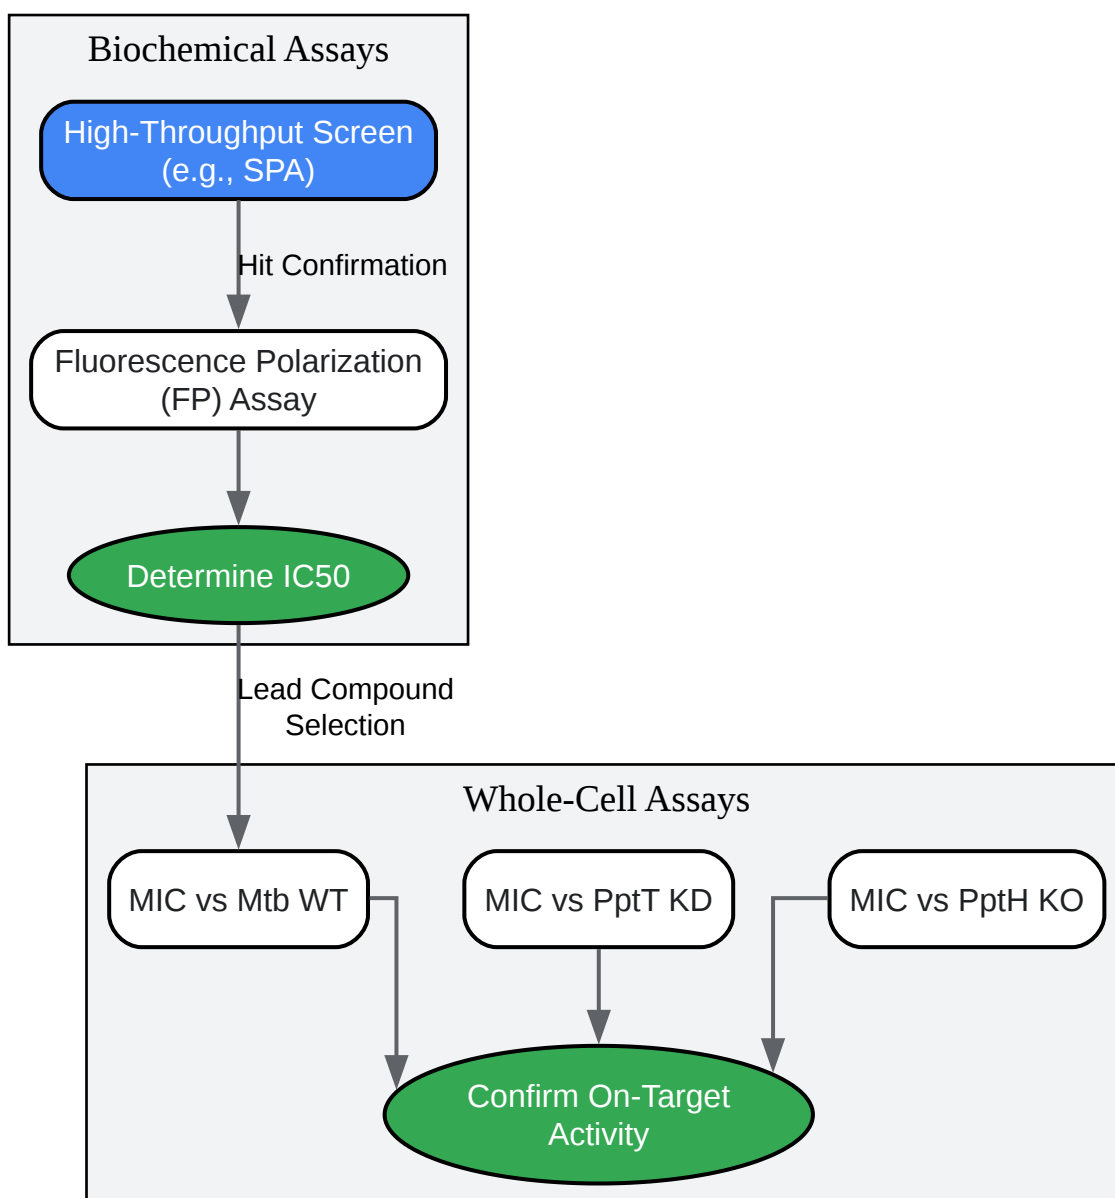 Biochemical Assays
High-Throughput Screen
(e.g., SPA)
Hit Confirmation
Fluorescence Polarization
(FP) Assay
Determine IC50
Lead Compound
Selection
Whole-Cell Assays
MIC vs Mtb WT
MIC vs PptT KD
MIC vs PptH KO
Confirm On-Target
Activity